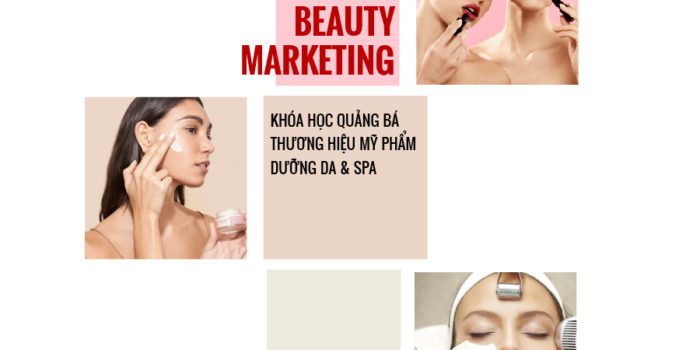 BEAUTY
MARKETING
KHÓA HỌC QUẢNG BÁ
THƯƠNG HIỆU MỸ PHẨM
DƯỠNG DA & SPA